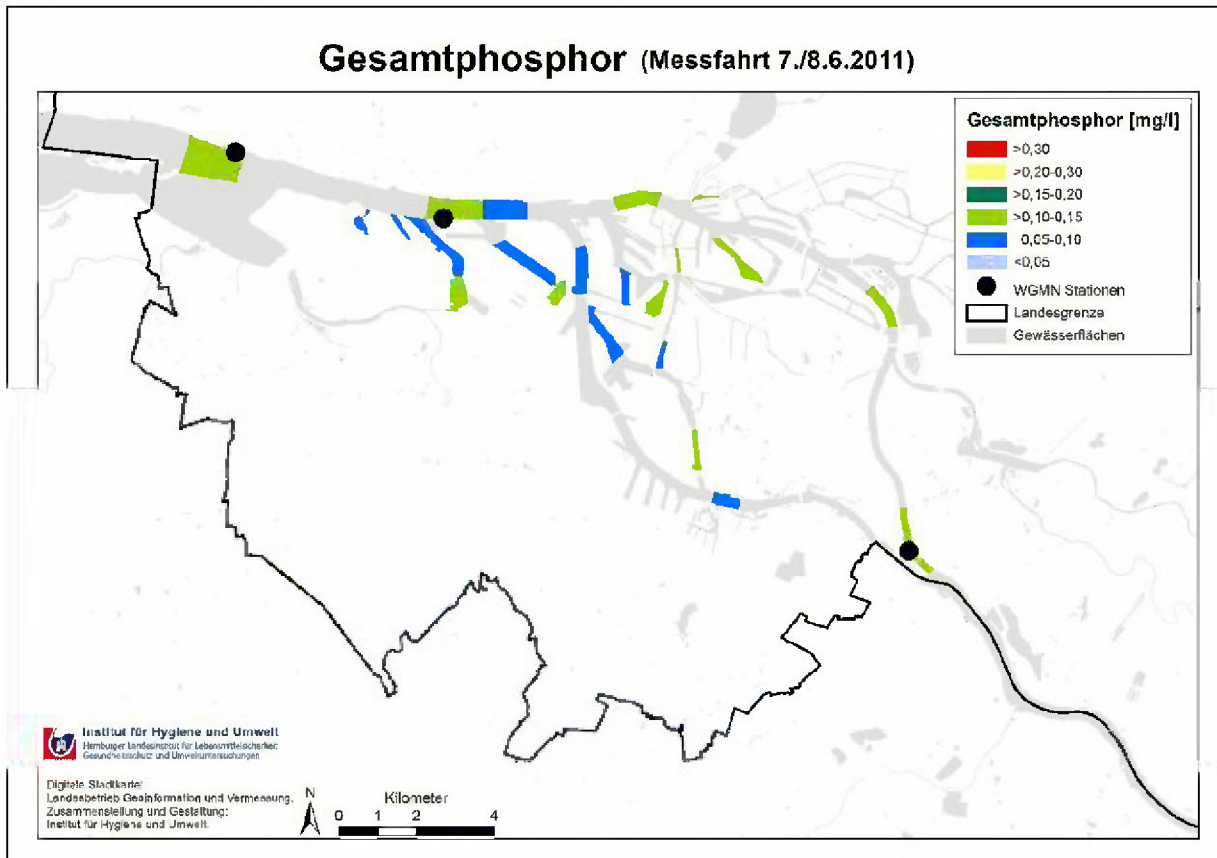 Gesamtphosphor (Messfahrt 7./8.6.2011)
Gesamtphosphor [mg/l]
>0,30
>0,20-0,30
>0,15-0,20
>0,10-0,15
0,05-0,10
<0,05
WGMN Stationen
Landesgrenze
Gewässerflächen
Institut für Hygiene und Umwelt
Hamburger Landesinstitut für Lebensmittelsicherheit,
Gesundheitsschutz und Umweltuntersuchungen
Digitale Stadtkarte:
Landesbetrieb Geoinformation und Vermessung.
Zusammenstellung und Gestaltung:
Institut für Hygiene und Umwelt.
N
Kilometer
0 1 2 4